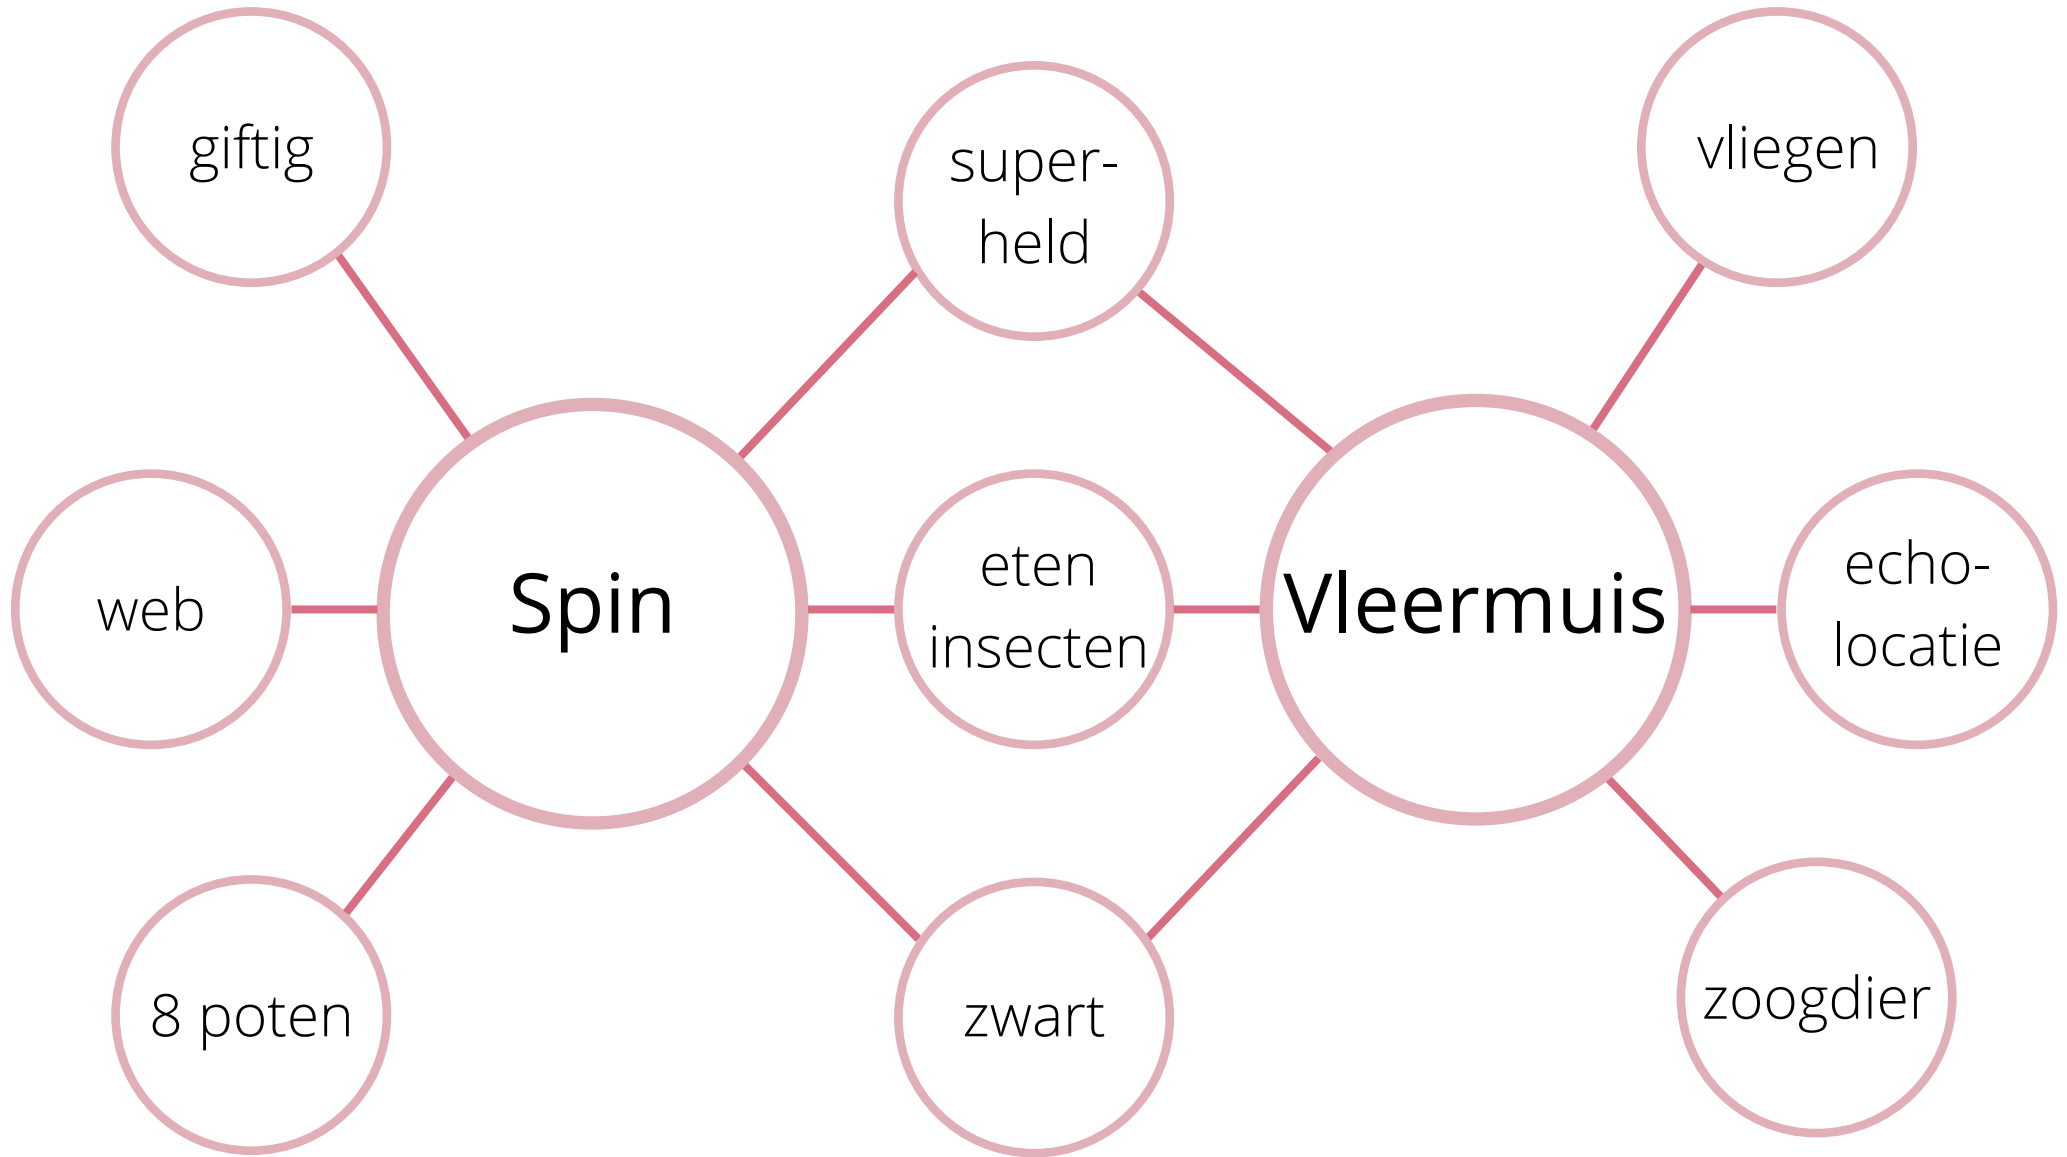 giftig
super-
held
vliegen
web
Spin
eten
insecten
Vleermuis
echo-
locatie
8 poten
zwart
zoogdier